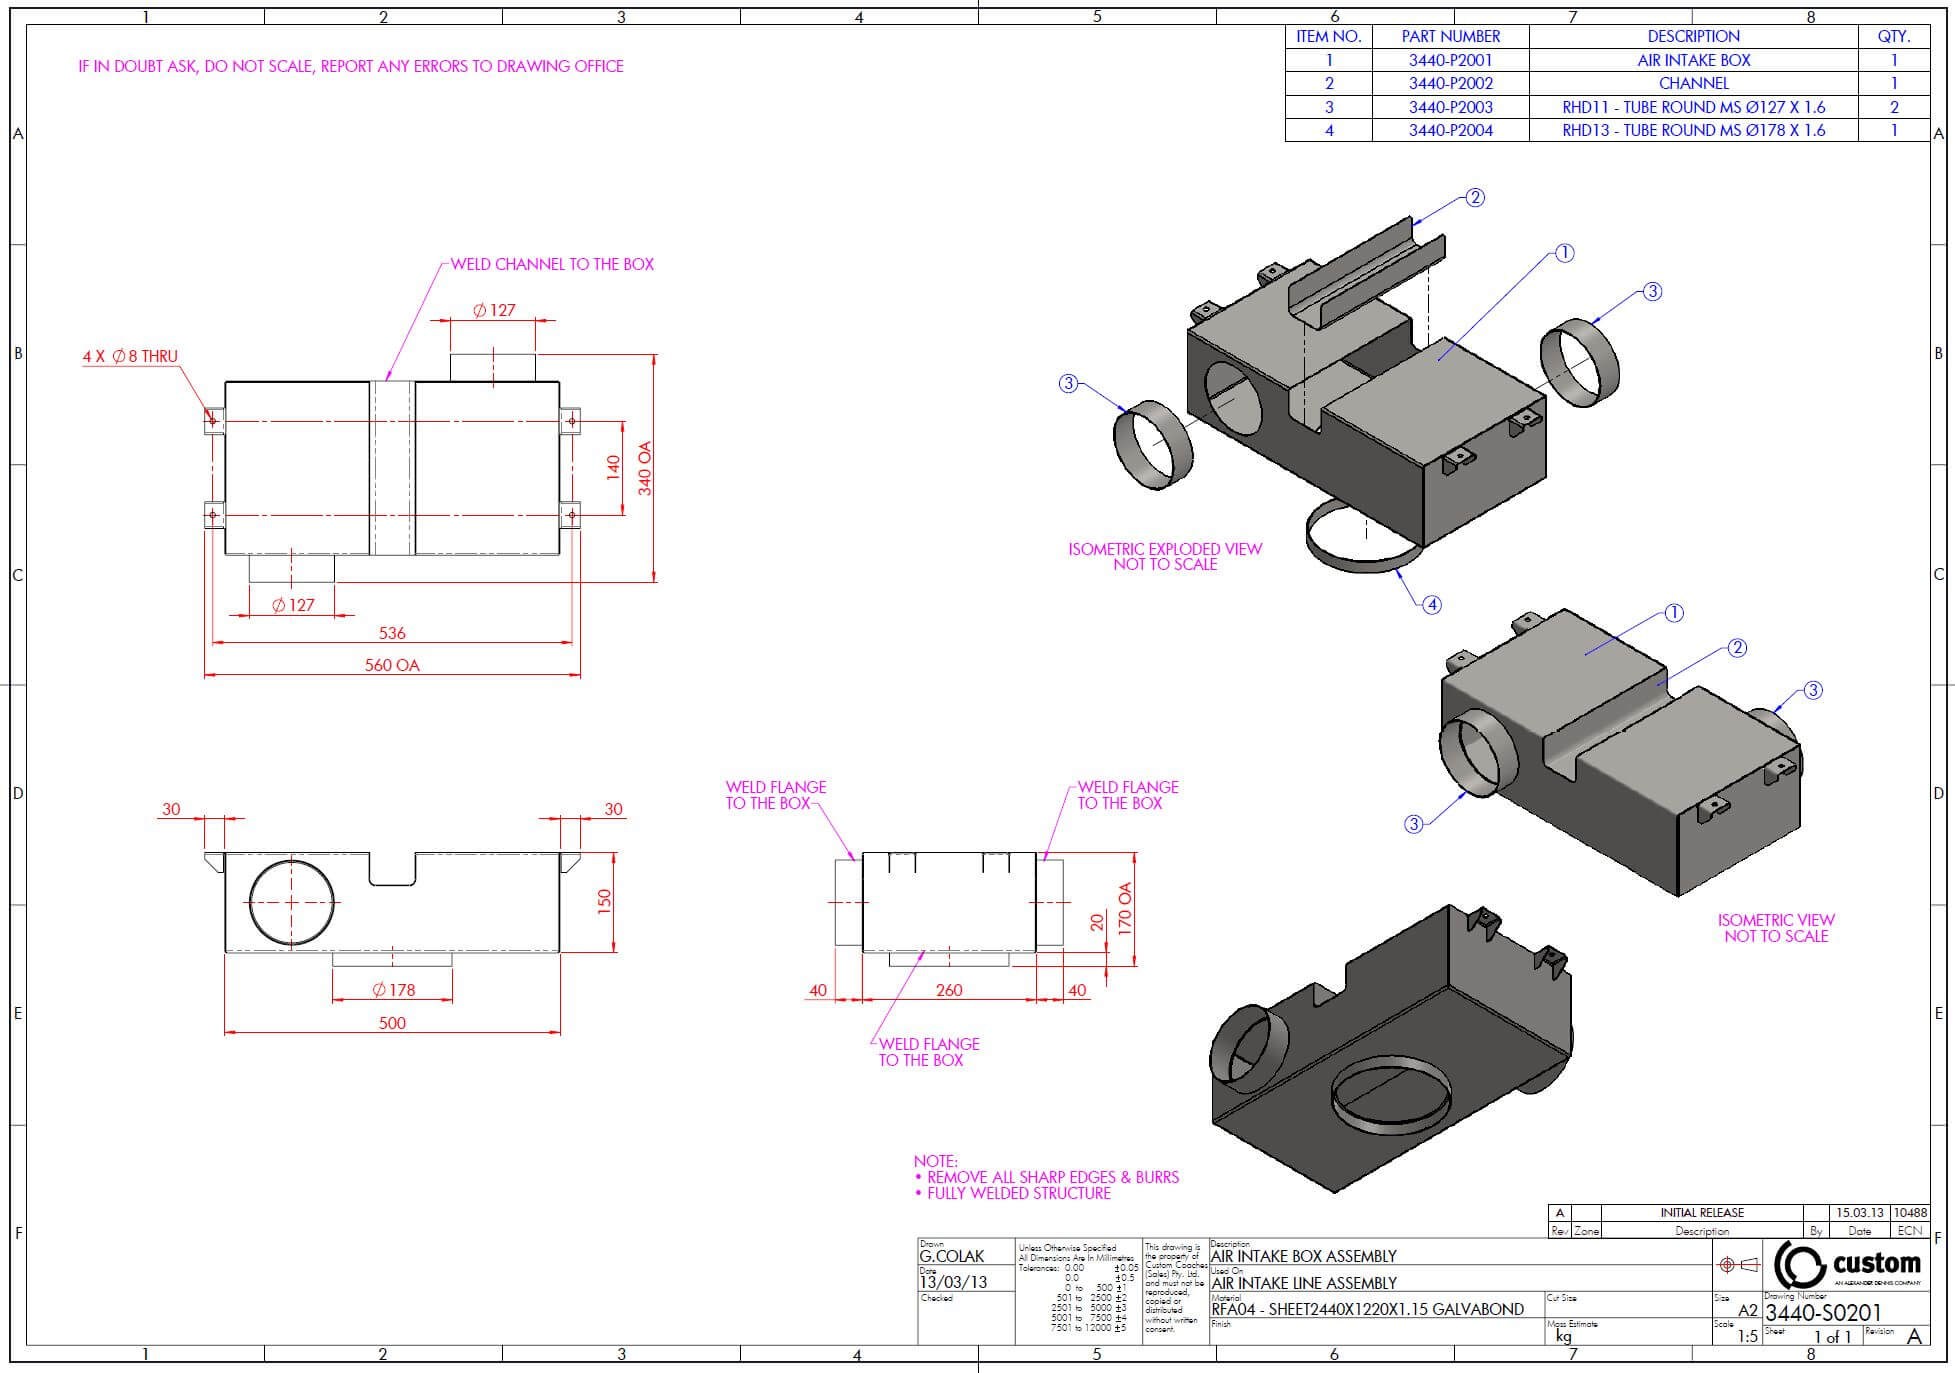 1 2 3 4 5 6 7 8
IF IN DOUBT ASK, DO NOT SCALE, REPORT ANY ERRORS TO DRAWING OFFICE
ITEM NO. PART NUMBER DESCRIPTION QTY.
1 3440-P2001 AIR INTAKE BOX 1
2 3440-P2002 CHANNEL 1
3 3440-P2003 RHD11 - TUBE ROUND MS Ø127 X 1.6 2
4 3440-P2004 RHD13 - TUBE ROUND MS Ø178 X 1.6 1
A A
B B
C C
D D
E E
F F
WELD CHANNEL TO THE BOX
Ø127
4 X Ø8 THRU
140
340 OA
Ø127
536
560 OA
2
1
3
3
ISOMETRIC EXPLODED VIEW
NOT TO SCALE
4
1
2
3
3
ISOMETRIC VIEW
NOT TO SCALE
30 30
150
Ø178
500
WELD FLANGE
TO THE BOX
WELD FLANGE
TO THE BOX
20
170 OA
40 260 40
WELD FLANGE
TO THE BOX
NOTE:
• REMOVE ALL SHARP EDGES & BURRS
• FULLY WELDED STRUCTURE
A INITIAL RELEASE 15.03.13 10488
Rev Zone Description By Date ECN
Drawn
G.COLAK
Date
13/03/13
Checked
Unless Otherwise Specified
All Dimensions Are In Millimetres
Tolerances: 0.00 ±0.05
0.0 ±0.5
0 to 500 ±1
501 to 2500 ±2
2501 to 5000 ±3
5001 to 7500 ±4
7501 to 12000 ±5
This drawing is
the property of
Custom Coaches
(Sales) Pty. Ltd.
and must not be
reproduced,
copied or
distributed
without written
consent.
Description
AIR INTAKE BOX ASSEMBLY
Used On
AIR INTAKE LINE ASSEMBLY
Material
RFA04 - SHEET2440X1220X1.15 GALVABOND
Finish
Cut Size
Mass Estimate
kg
custom
AN ALEXANDER DENNIS COMPANY
Size
A2
Drawing Number
3440-S0201
Scale
1:5
Sheet
1 of 1
Revision
A
1 2 3 4 5 6 7 8